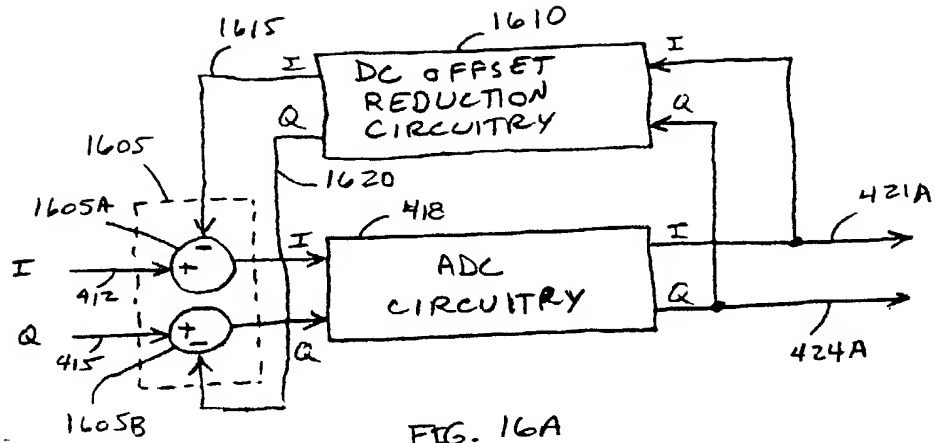 1615
1610
I
I
DC OFFSET
REDUCTION
CIRCUITRY
Q
Q
1605
1620
1605A
418
421A
I
I
I
412
ADC
CIRCUITRY
Q
Q
Q
415
424A
1605B
FIG. 16A